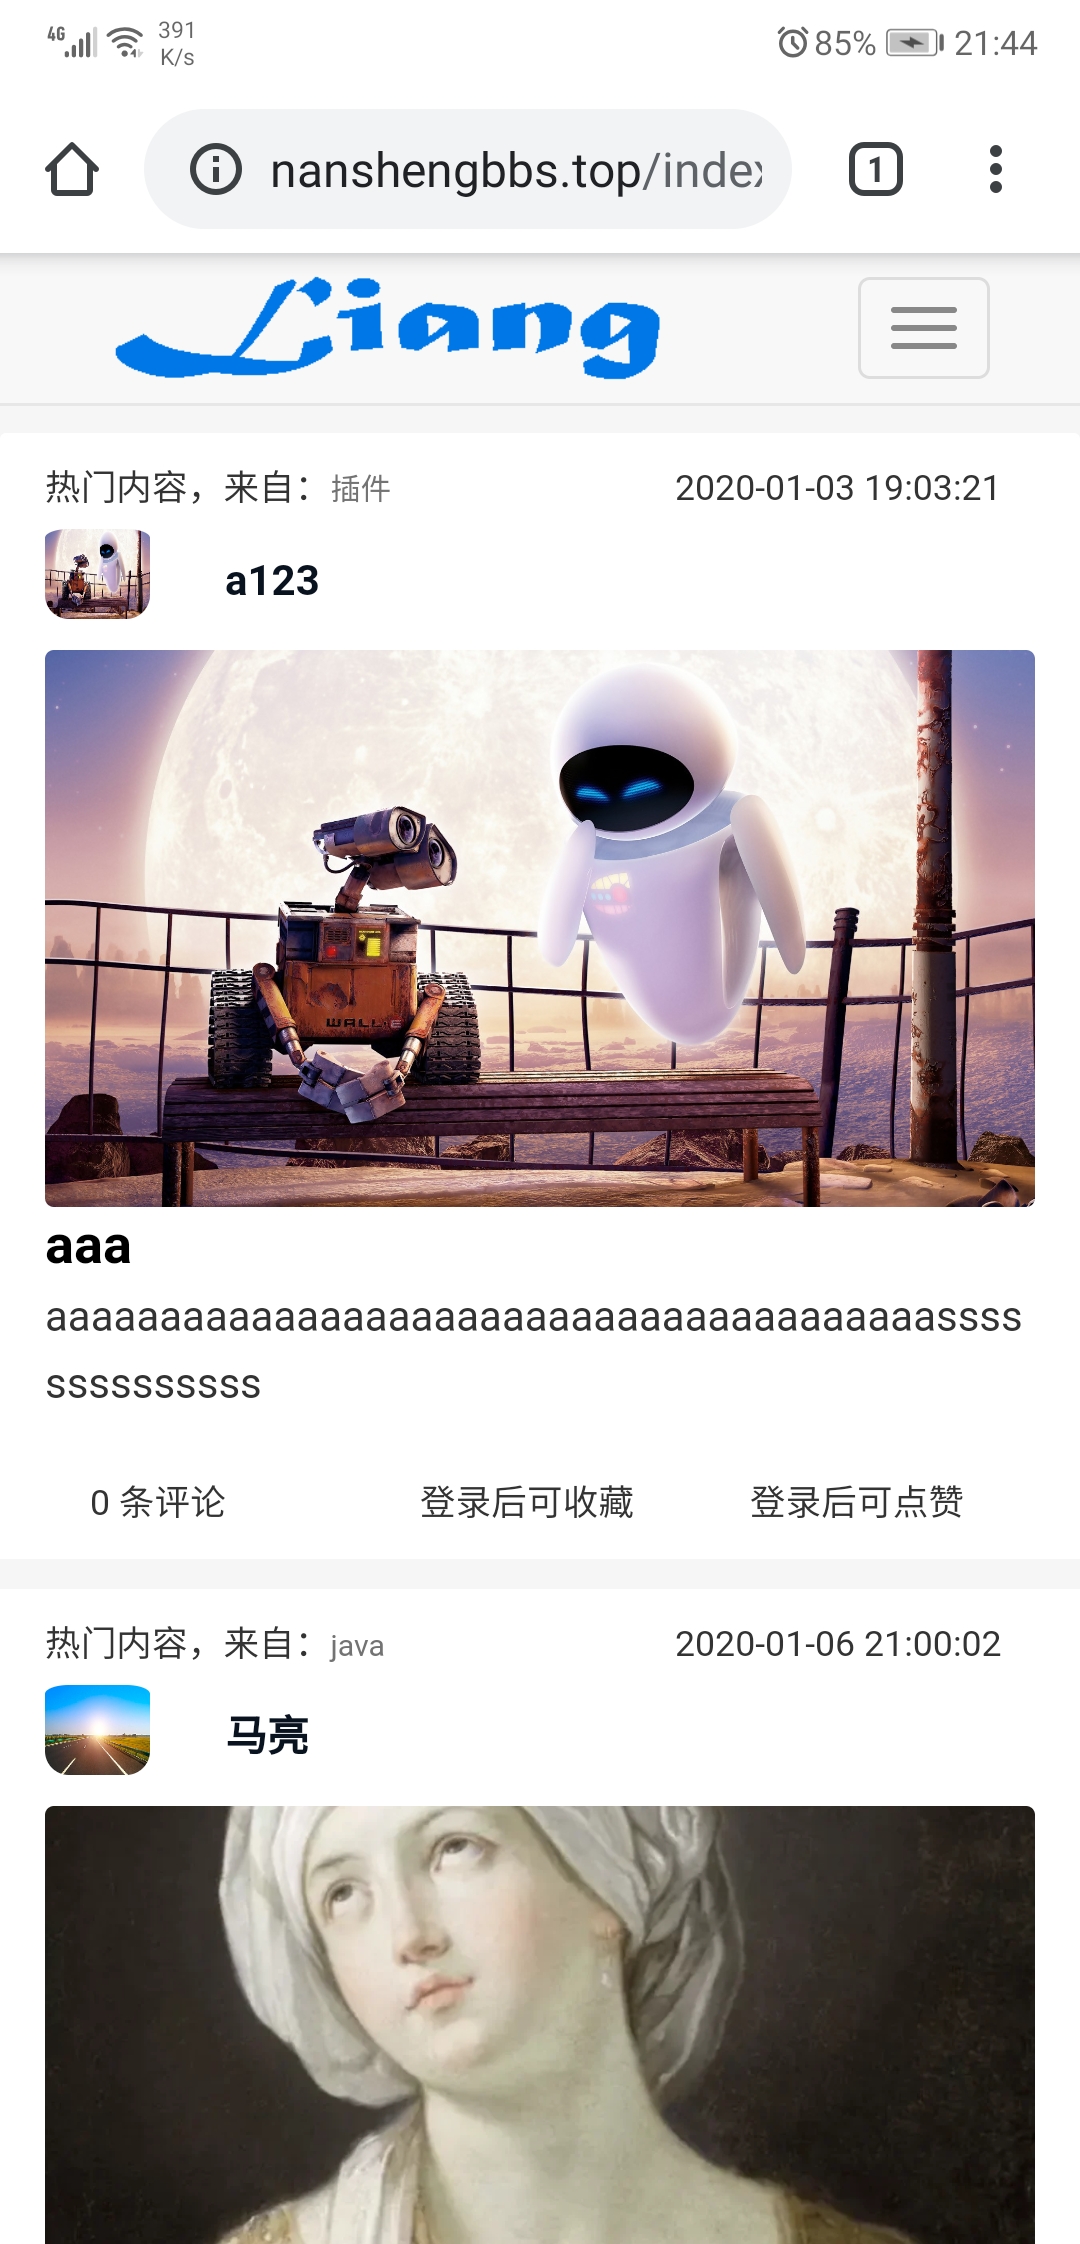 4G 391 K/s 85% 21:44
nanshengbbs.top/index
1
Liang
热门内容，来自：插件 2020-01-03 19:03:21
a123
WALL·E
aaa
aaaaaaaaaaaaaaaaaaaaaaaaaaaaaaaaaaaaaaassss
ssssssssss
0 条评论 登录后可收藏 登录后可点赞
热门内容，来自：java 2020-01-06 21:00:02
马亮